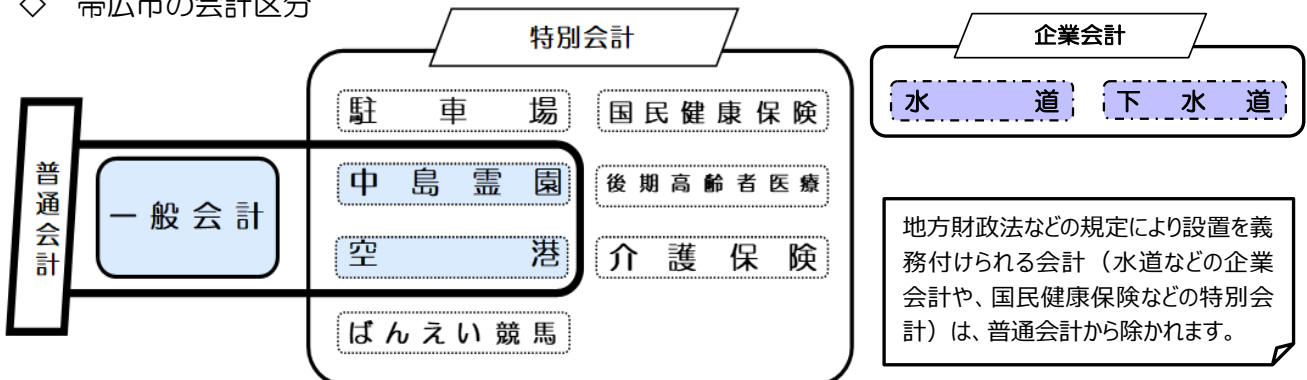 ◇ 帯広市の会計区分
特別会計
企業会計
駐車場
国民健康保険
水道
下水道
普通会計
一般会計
中島霊園
後期高齢者医療
空港
介護保険
ばんえい競馬
地方財政法などの規定により設置を義
務付けられる会計（水道などの企業
会計や、国民健康保険などの特別会
計）は、普通会計から除かれます。